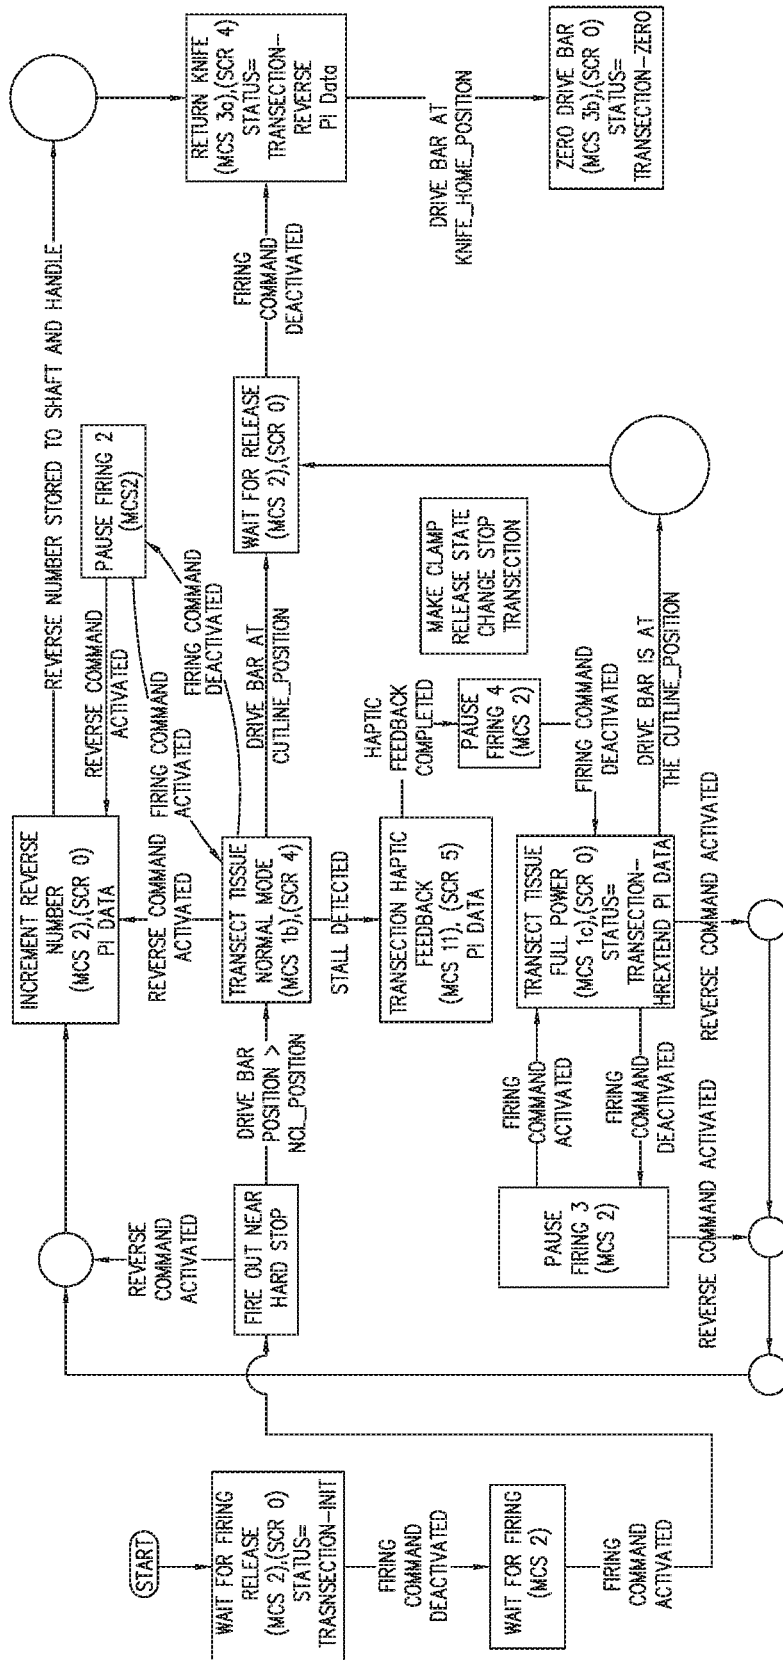 START
WAIT FOR FIRING
RELEASE
(MCS 2),(SCR 0)
STATUS=
TRASNSECTION-INIT
FIRING
COMMAND
DEACTIVATED
WAIT FOR FIRING
(MCS 2)
FIRING
COMMAND
ACTIVATED
FIRE OUT NEAR
HARD STOP
REVERSE
COMMAND
ACTIVATED
DRIVE BAR
POSITION >
NCL_POSITION
INCREMENT REVERSE
NUMBER
(MCS 2),(SCR 0)
PI DATA
REVERSE NUMBER STORED TO SHAFT AND HANDLE
REVERSE COMMAND
ACTIVATED
PAUSE FIRING 2
(MCS2)
FIRING COMMAND
ACTIVATED
FIRING COMMAND
DEACTIVATED
REVERSE COMMAND
ACTIVATED
TRANSECT TISSUE
NORMAL MODE
(MCS 1b),(SCR 4)
DRIVE BAR AT
CUTLINE_POSITION
WAIT FOR RELEASE
(MCS 2),(SCR 0)
FIRING
COMMAND
DEACTIVATED
RETURN KNIFE
(MCS 3a),(SCR 4)
STATUS=
TRANSECTION-
REVERSE
PI Data
DRIVE BAR AT
KNIFE_HOME_POSITION
ZERO DRIVE BAR
(MCS 3b),(SCR 0)
STATUS=
TRANSECTION-ZERO
STALL DETECTED
TRANSECTION HAPTIC
FEEDBACK
(MCS 11), (SCR 5)
PI DATA
HAPTIC
FEEDBACK
COMPLETED
PAUSE
FIRING 4
(MCS 2)
FIRING COMMAND
DEACTIVATED
MAKE CLAMP
RELEASE STATE
CHANGE STOP
TRANSECTION
FIRING
COMMAND
ACTIVATED
TRANSECT TISSUE
FULL POWER
(MCS 1c),(SCR 0)
STATUS=
TRANSECTION-
HREXTEND PI DATA
FIRING
COMMAND
DEACTIVATED
PAUSE
FIRING 3
(MCS 2)
DRIVE BAR IS AT
THE CUTLINE_POSITION
REVERSE COMMAND ACTIVATED
REVERSE COMMAND ACTIVATED